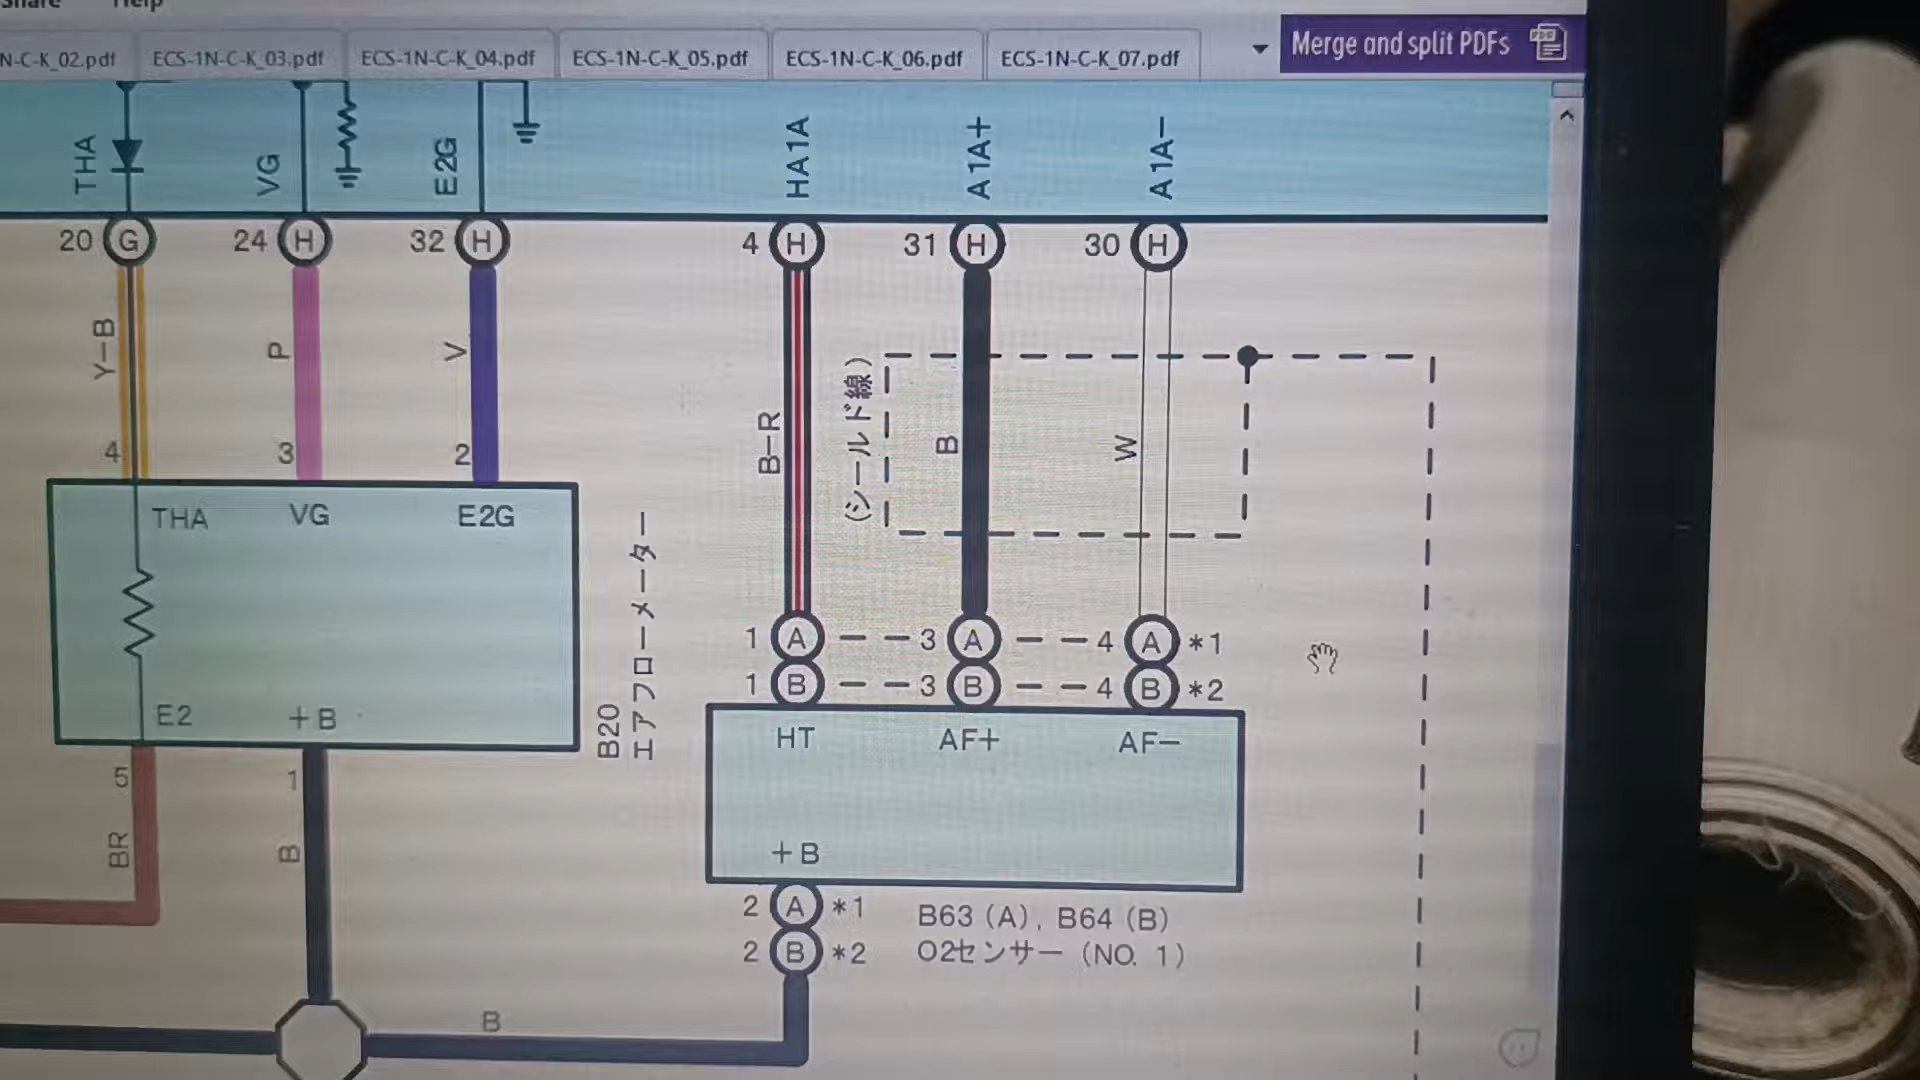 Share Help
N-C-K_02.pdf ECS-1N-C-K_03.pdf ECS-1N-C-K_04.pdf ECS-1N-C-K_05.pdf ECS-1N-C-K_06.pdf ECS-1N-C-K_07.pdf Merge and split PDFs
THA VG E2G HA1A A1A+ A1A−
20 G 24 H 32 H 4 H 31 H 30 H
Y−B P V B−R (シールド線) B W
4 3 2
THA VG E2G
E2 +B
B20
エアフローメーター
1 A 3 A 4 A *1
1 B 3 B 4 B *2
HT AF+ AF−
+B
5 1
BR B
2 A *1
2 B *2
B63 (A), B64 (B)
O2センサー (NO. 1)
B